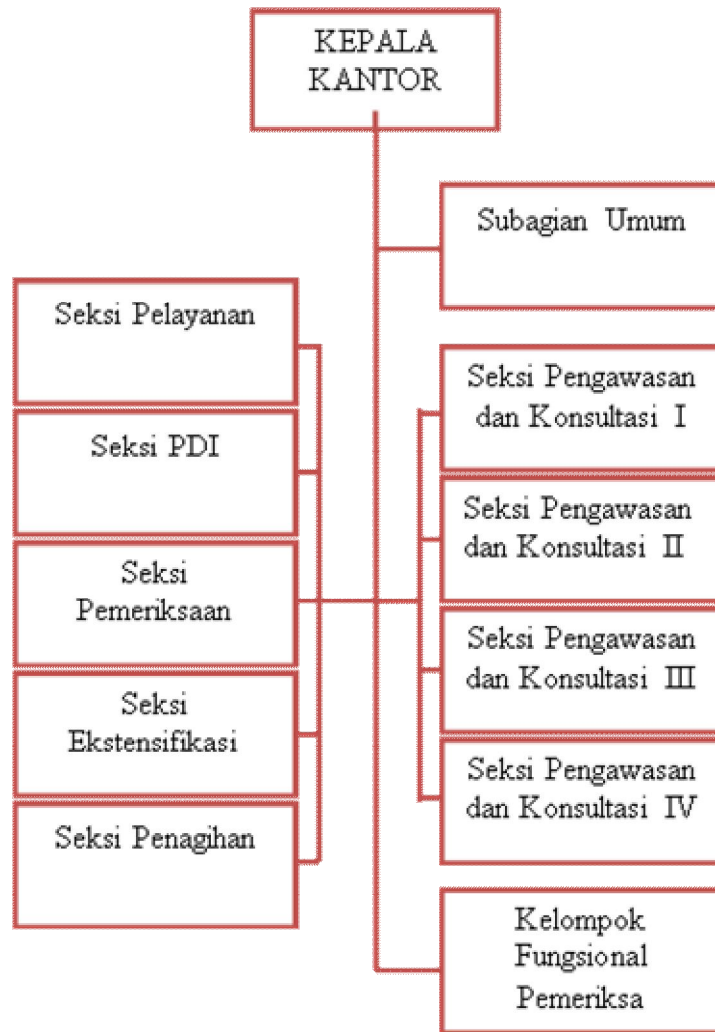 KEPALA
KANTOR
Subagian Umum
Seksi Pelayanan
Seksi PDI
Seksi
Pemeriksaan
Seksi
Ekstensifikasi
Seksi Penagihan
Seksi Pengawasan
dan Konsultasi I
Seksi Pengawasan
dan Konsultasi II
Seksi Pengawasan
dan Konsultasi III
Seksi Pengawasan
dan Konsultasi IV
Kelompok
Fungsional
Pemeriksa